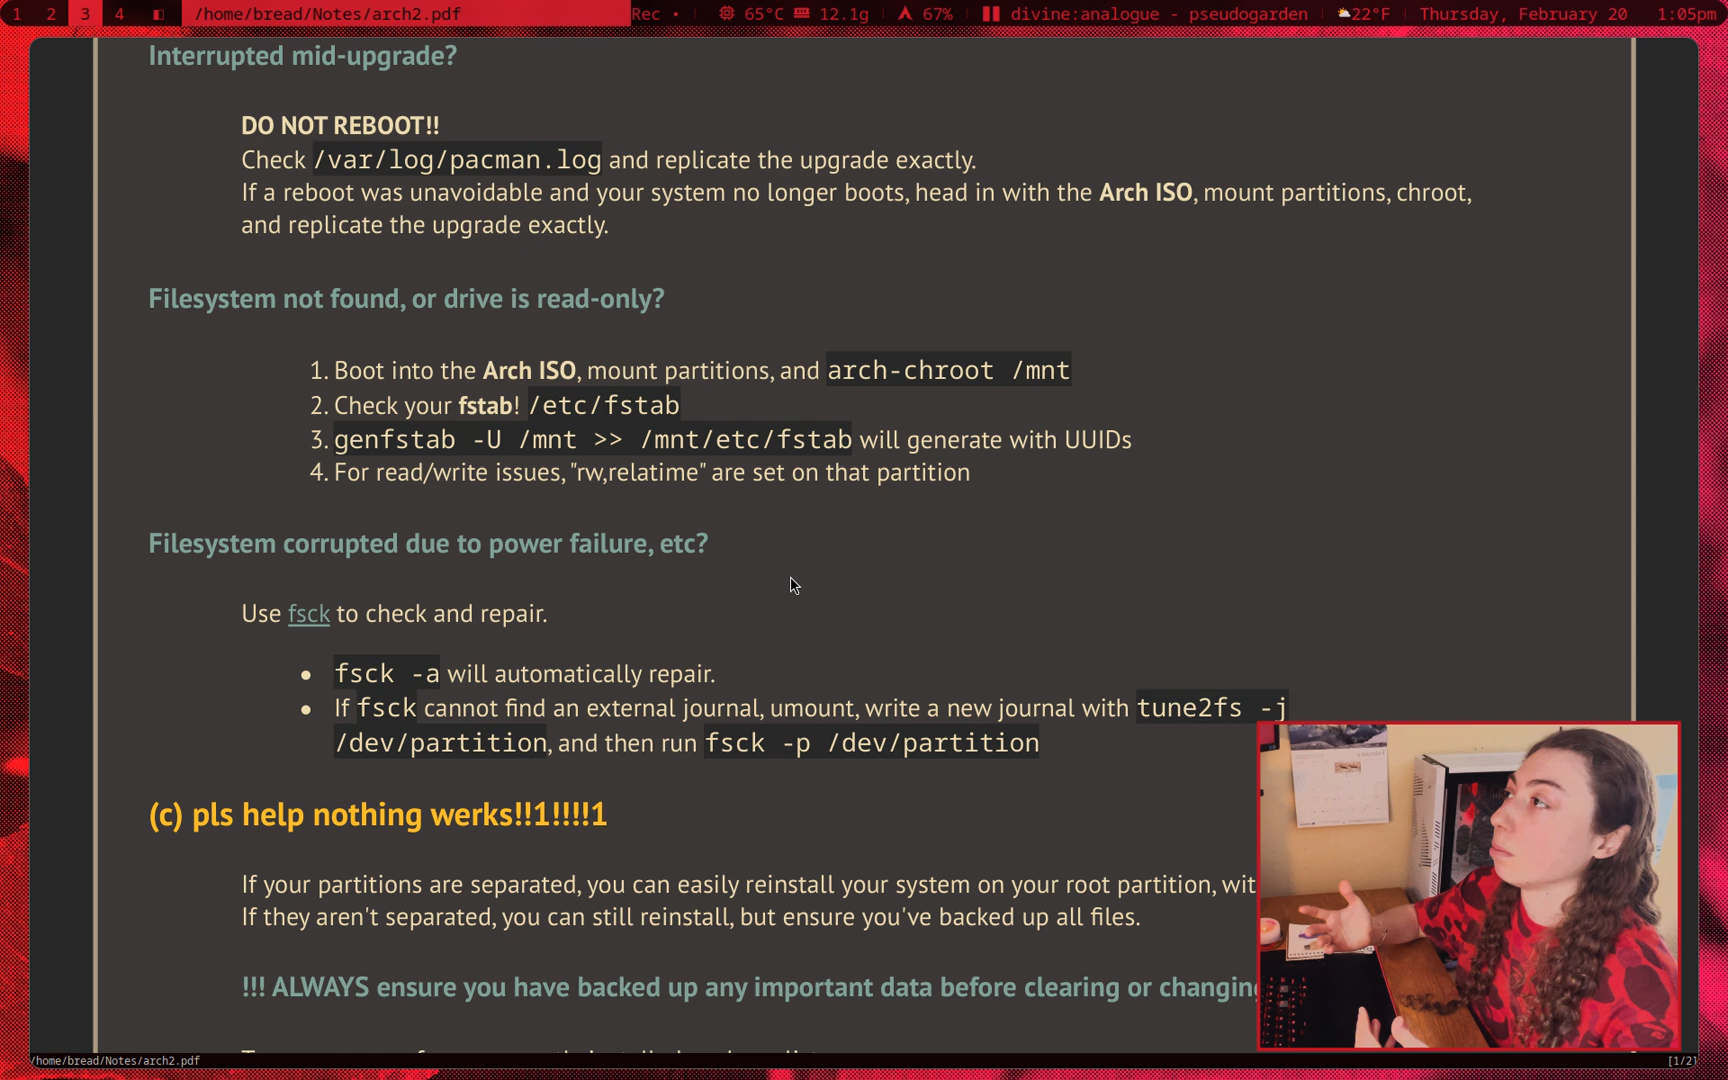 1 2 3 4 /home/bread/Notes/arch2.pdf Rec • 65°C 12.1g 67% divine:analogue - pseudogarden 22°F Thursday, February 20 1:05pm
Interrupted mid-upgrade?
DO NOT REBOOT!!
Check /var/log/pacman.log and replicate the upgrade exactly.
If a reboot was unavoidable and your system no longer boots, head in with the Arch ISO, mount partitions, chroot,
and replicate the upgrade exactly.
Filesystem not found, or drive is read-only?
1. Boot into the Arch ISO, mount partitions, and arch-chroot /mnt
2. Check your fstab! /etc/fstab
3. genfstab -U /mnt >> /mnt/etc/fstab will generate with UUIDs
4. For read/write issues, "rw,relatime" are set on that partition
Filesystem corrupted due to power failure, etc?
Use fsck to check and repair.
• fsck -a will automatically repair.
• If fsck cannot find an external journal, umount, write a new journal with tune2fs -j
/dev/partition, and then run fsck -p /dev/partition
(c) pls help nothing werks!!1!!!!1
If your partitions are separated, you can easily reinstall your system on your root partition, wit
If they aren't separated, you can still reinstall, but ensure you've backed up all files.
!!! ALWAYS ensure you have backed up any important data before clearing or changing
/home/bread/Notes/arch2.pdf [1/2]